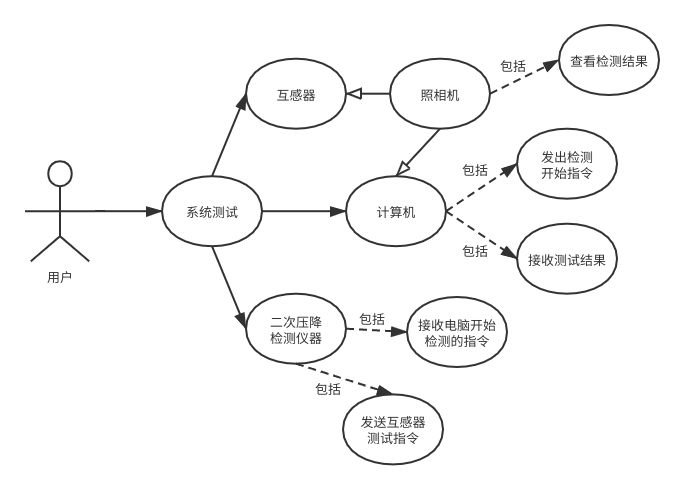 互感器
照相机
包括
查看检测结果
包括
发出检测
开始指令
用户
系统测试
计算机
包括
接收测试结果
二次压降
检测仪器
包括
接收电脑开始
检测的指令
包括
发送互感器
测试指令